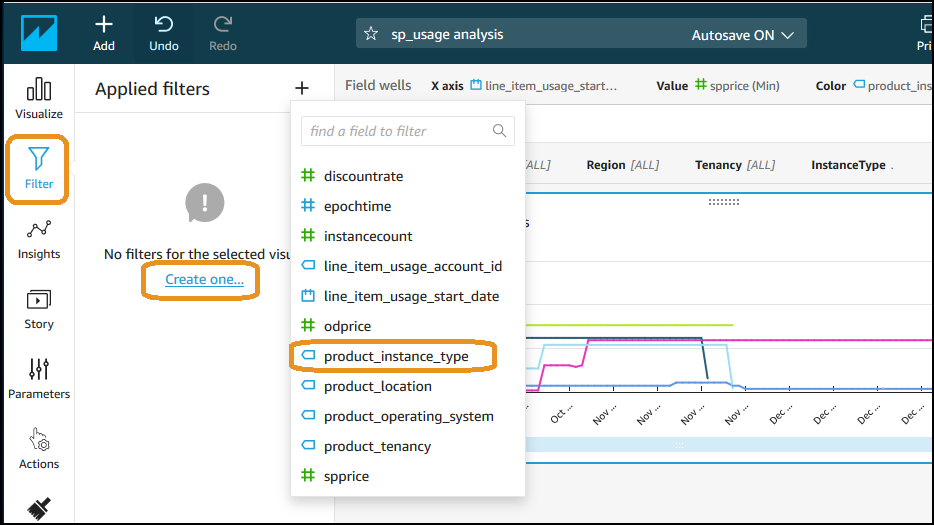 Add
Undo
Redo
sp_usage analysis
Autosave ON
Pri
Visualize
Filter
Insights
Story
Parameters
Actions
Applied filters
No filters for the selected visu
Create one...
find a field to filter
discountrate
epochtime
instancecount
line_item_usage_account_id
line_item_usage_start_date
odprice
product_instance_type
product_location
product_operating_system
product_tenancy
spprice
Field wells
X axis line_item_usage_start...
Value spprice (Min)
Color product_ins
[ALL] Region [ALL] Tenancy [ALL] InstanceType .
s
Oct ... Nov ... Nov ... Nov ... Nov ... Dec ... Dec ... Dec ... Dec ...